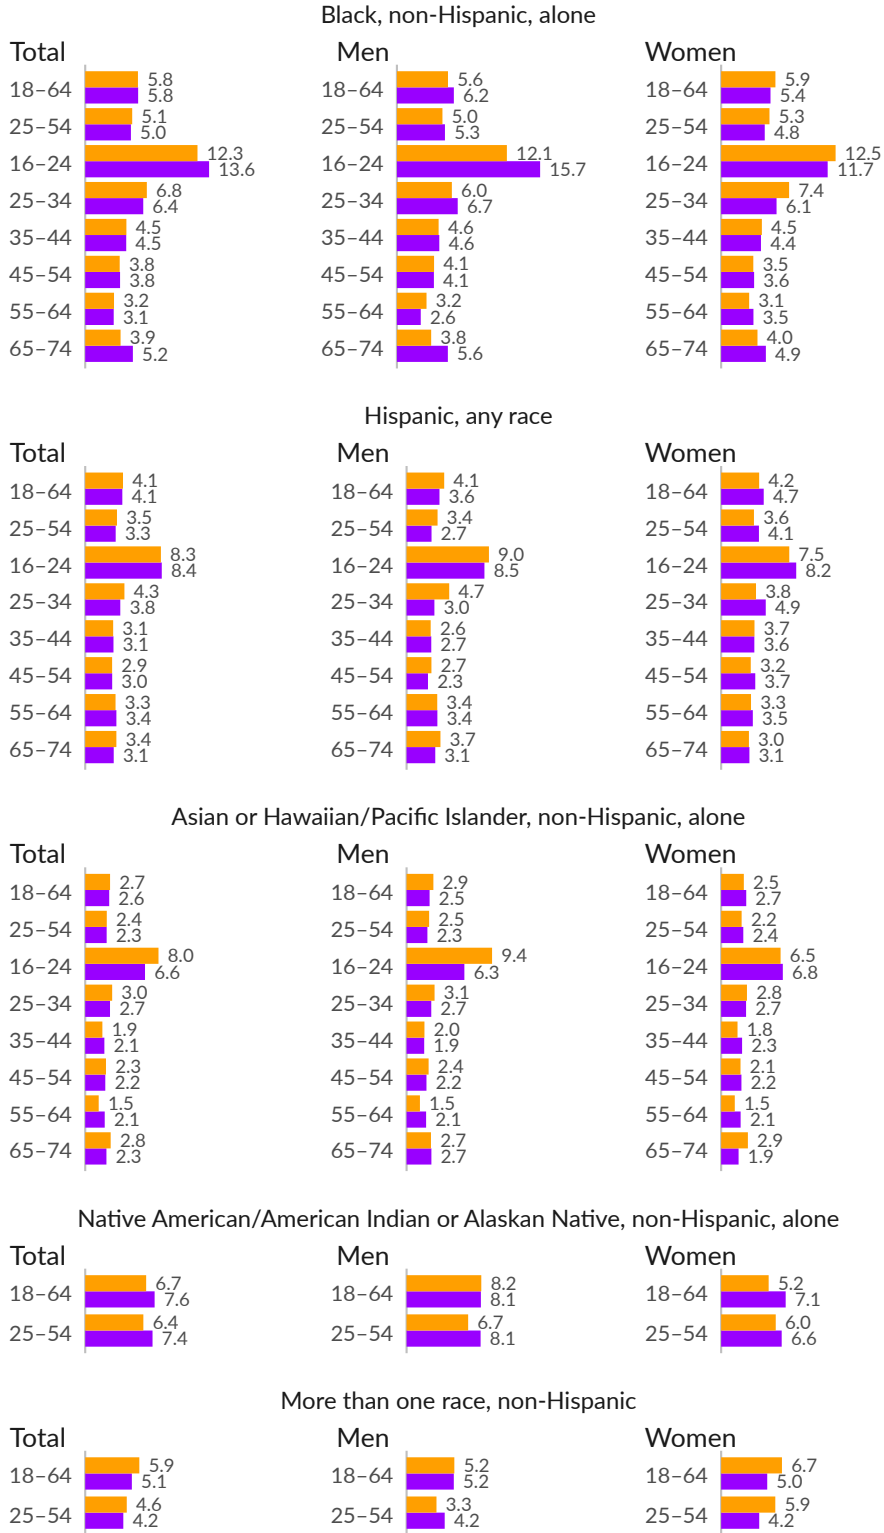 Black, non-Hispanic, alone
Total Men Women
18–64 5.8 5.8 18–64 5.6 6.2 18–64 5.9 5.4
25–54 5.1 5.0 25–54 5.0 5.3 25–54 5.3 4.8
16–24 12.3 13.6 16–24 12.1 15.7 16–24 12.5 11.7
25–34 6.8 6.4 25–34 6.0 6.7 25–34 7.4 6.1
35–44 4.5 4.5 35–44 4.6 4.6 35–44 4.5 4.4
45–54 3.8 3.8 45–54 4.1 4.1 45–54 3.5 3.6
55–64 3.2 3.1 55–64 3.2 2.6 55–64 3.1 3.5
65–74 3.9 5.2 65–74 3.8 5.6 65–74 4.0 4.9
Hispanic, any race
Total Men Women
18–64 4.1 4.1 18–64 4.1 3.6 18–64 4.2 4.7
25–54 3.5 3.3 25–54 3.4 2.7 25–54 3.6 4.1
16–24 8.3 8.4 16–24 9.0 8.5 16–24 7.5 8.2
25–34 4.3 3.8 25–34 4.7 3.0 25–34 3.8 4.9
35–44 3.1 3.1 35–44 2.6 2.7 35–44 3.7 3.6
45–54 2.9 3.0 45–54 2.7 2.3 45–54 3.2 3.7
55–64 3.3 3.4 55–64 3.4 3.4 55–64 3.3 3.5
65–74 3.4 3.1 65–74 3.7 3.1 65–74 3.0 3.1
Asian or Hawaiian/Pacific Islander, non-Hispanic, alone
Total Men Women
18–64 2.7 2.6 18–64 2.9 2.5 18–64 2.5 2.7
25–54 2.4 2.3 25–54 2.5 2.3 25–54 2.2 2.4
16–24 8.0 6.6 16–24 9.4 6.3 16–24 6.5 6.8
25–34 3.0 2.7 25–34 3.1 2.7 25–34 2.8 2.7
35–44 1.9 2.1 35–44 2.0 1.9 35–44 1.8 2.3
45–54 2.3 2.2 45–54 2.4 2.2 45–54 2.1 2.2
55–64 1.5 2.1 55–64 1.5 2.1 55–64 1.5 2.1
65–74 2.8 2.3 65–74 2.7 2.7 65–74 2.9 1.9
Native American/American Indian or Alaskan Native, non-Hispanic, alone
Total Men Women
18–64 6.7 7.6 18–64 8.2 8.1 18–64 5.2 7.1
25–54 6.4 7.4 25–54 6.7 8.1 25–54 6.0 6.6
More than one race, non-Hispanic
Total Men Women
18–64 5.9 5.1 18–64 5.2 5.2 18–64 6.7 5.0
25–54 4.6 4.2 25–54 3.3 4.2 25–54 5.9 4.2